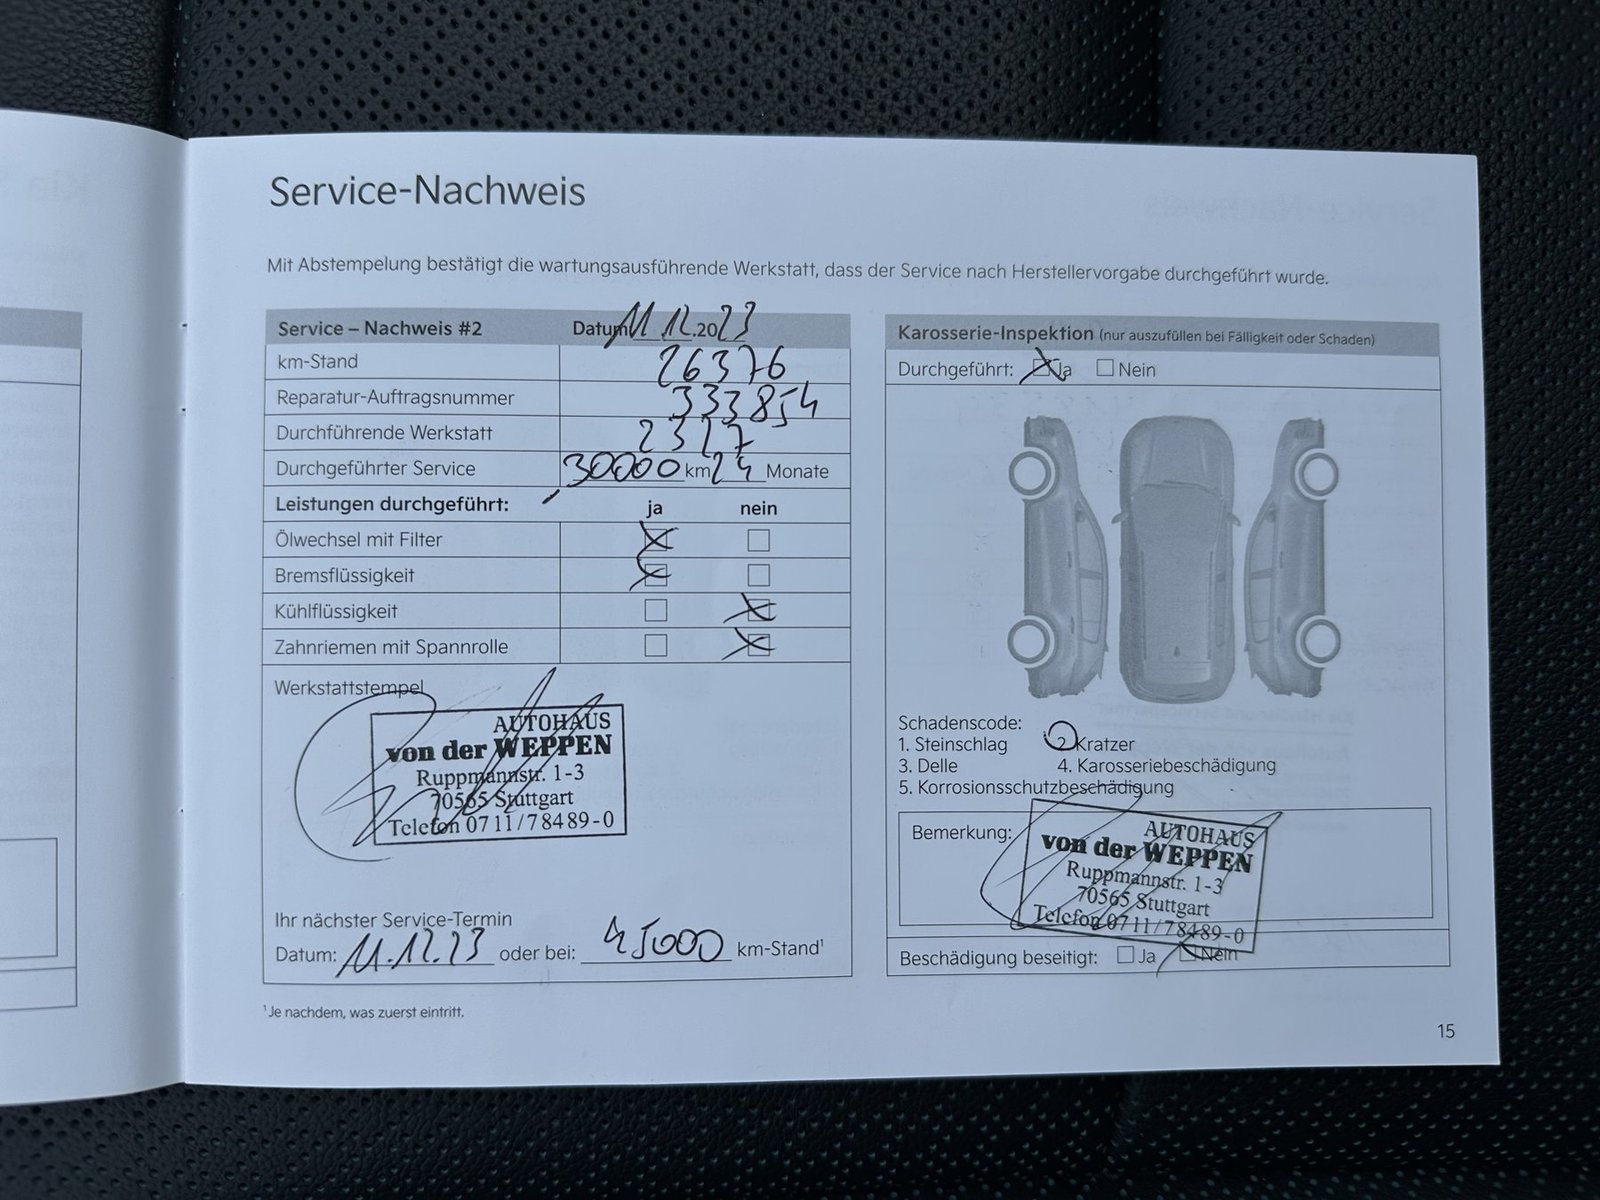 Service-Nachweis
Mit Abstempelung bestätigt die wartungsausführende Werkstatt, dass der Service nach Herstellervorgabe durchgeführt wurde.
Service – Nachweis #2 Datum 11.12.2023
km-Stand 26376
Reparatur-Auftragsnummer 333854
Durchführende Werkstatt 2317
Durchgeführter Service 30000 km 24 Monate
Leistungen durchgeführt: ja nein
Ölwechsel mit Filter
Bremsflüssigkeit
Kühlflüssigkeit
Zahnriemen mit Spannrolle
Werkstattstempel
AUTOHAUS
von der WEPPEN
Ruppmannstr. 1-3
70565 Stuttgart
Telefon 0711/78489-0
Ihr nächster Service-Termin
Datum: 11.12.23 oder bei: 45000 km-Stand¹
¹Je nachdem, was zuerst eintritt.
Karosserie-Inspektion (nur auszufüllen bei Fälligkeit oder Schaden)
Durchgeführt: Ja Nein
Schadenscode:
1. Steinschlag 2. Kratzer
3. Delle 4. Karosseriebeschädigung
5. Korrosionsschutzbeschädigung
Bemerkung:
AUTOHAUS
von der WEPPEN
Ruppmannstr. 1-3
70565 Stuttgart
Telefon 0711/78489-0
Beschädigung beseitigt: Ja Nein
15